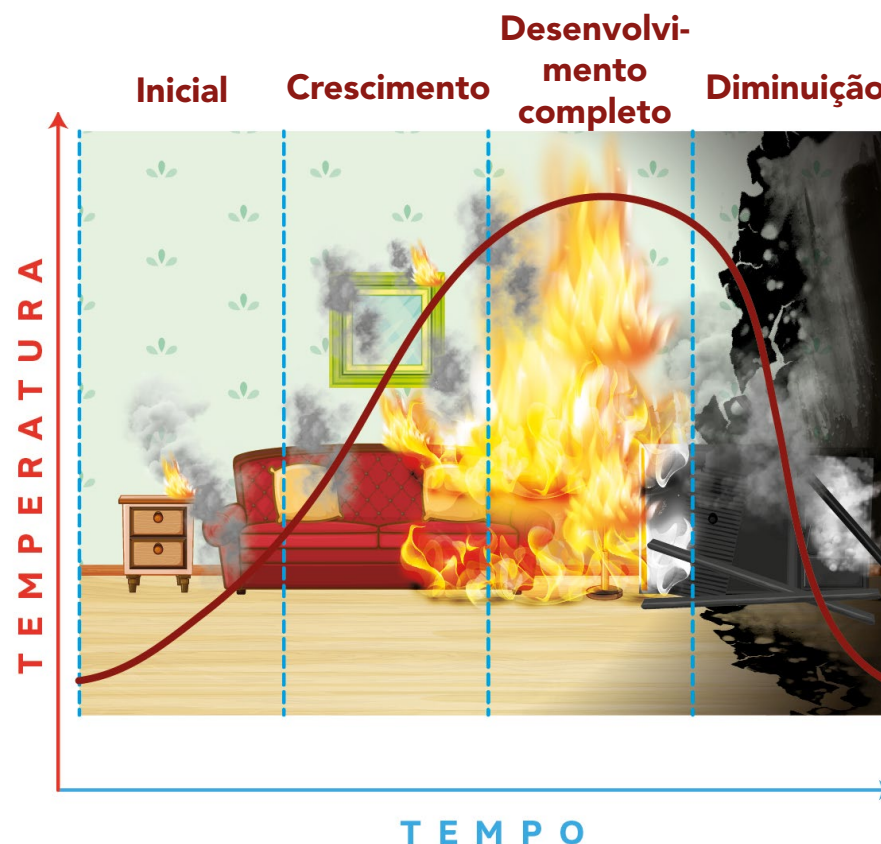 Inicial
Crescimento
Desenvolvi-
mento
completo
Diminuição
TEMPERATURA
TEMPO